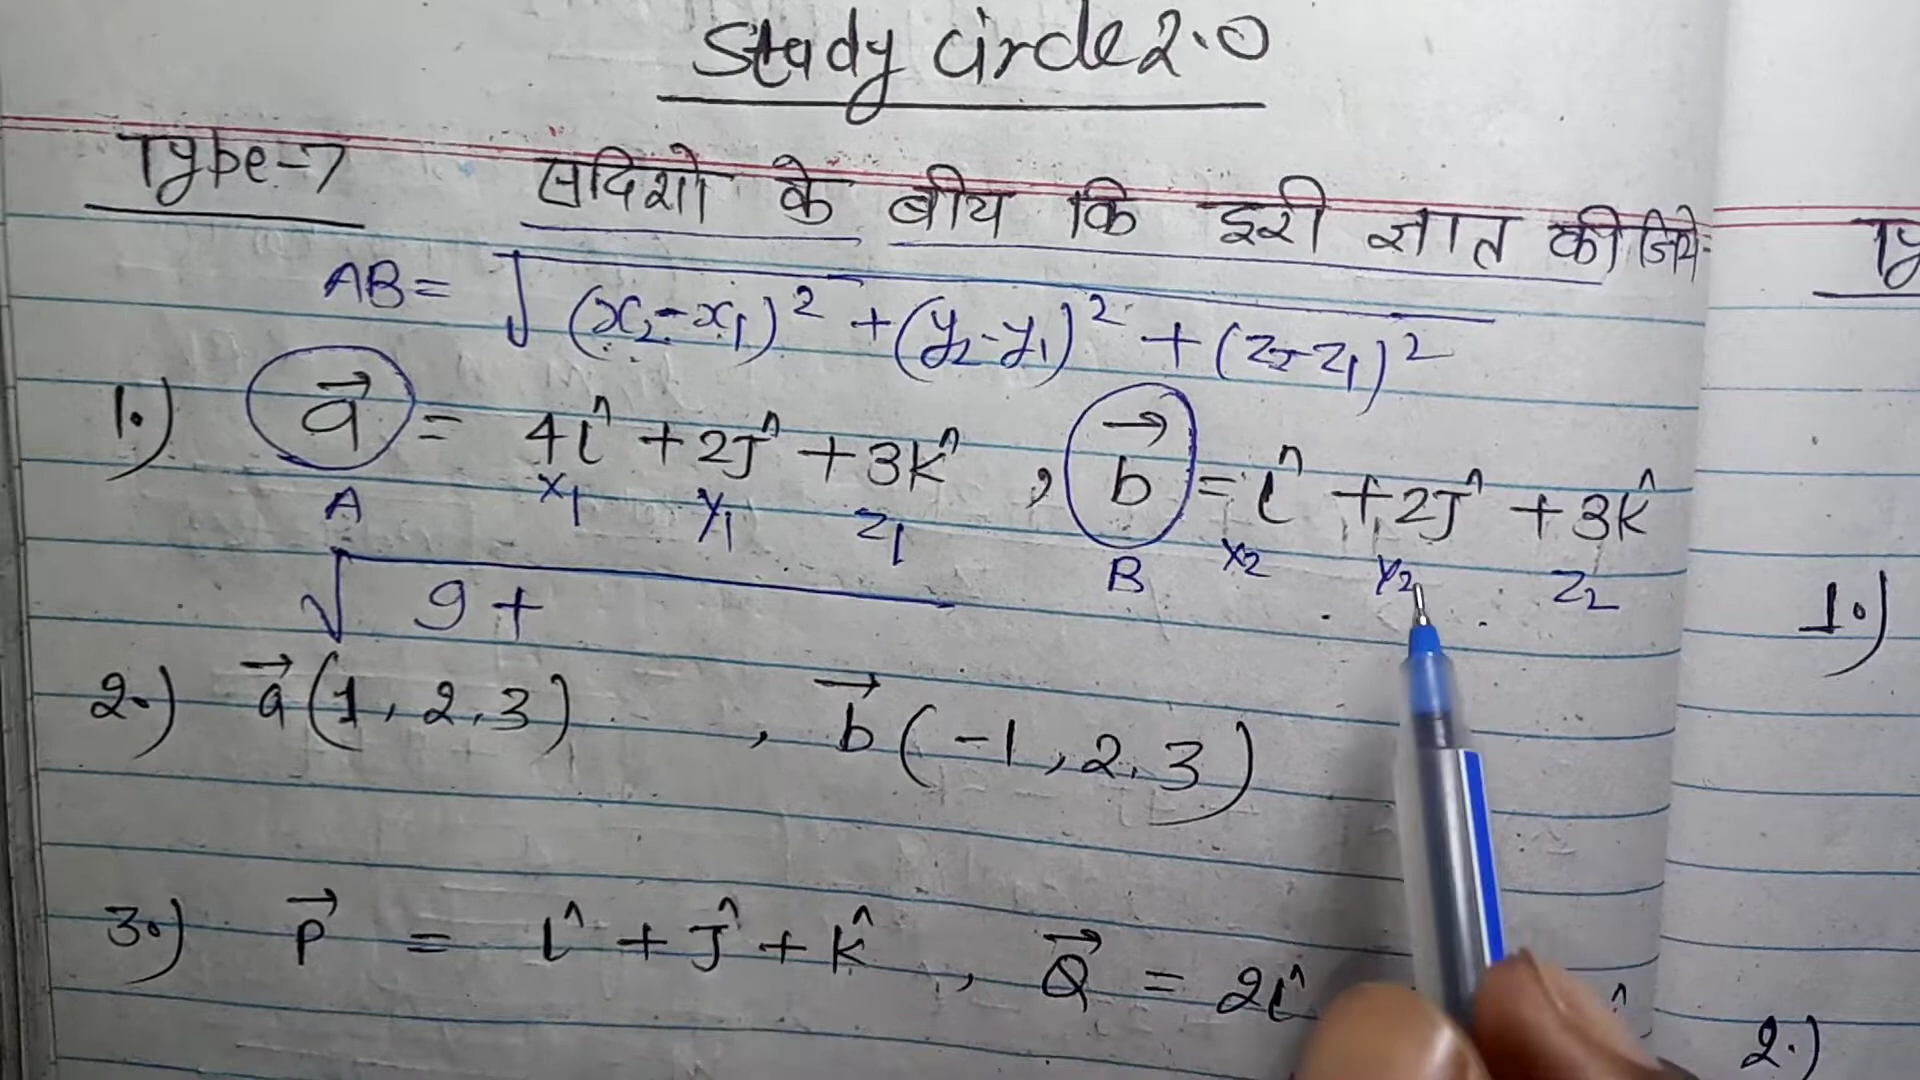 Study Circle 2.0
Type-7 सदिशो के बीच कि दूरी ज्ञात कीजिये-
AB = √(x₂-x₁)² + (y₂-y₁)² + (z₂-z₁)²
1.) a⃗ = 4î + 2ĵ + 3k̂ , b⃗ = î + 2ĵ + 3k̂
A x₁ y₁ z₁ B x₂ y₂ z₂
√9 +
2.) a⃗ (1, 2, 3) , b⃗ (-1, 2, 3)
3.) P⃗ = î + ĵ + k̂ , Q⃗ = 2î
Ty
1.)
2.)